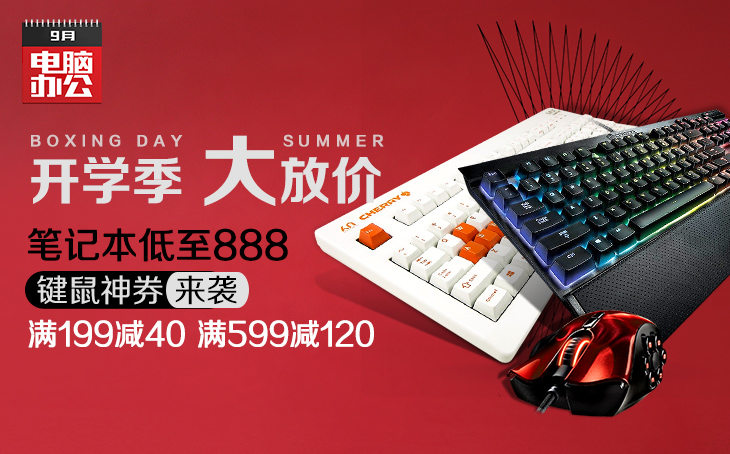 9月
电脑
办公
BOXING DAY SUMMER
开学季 大放价
笔记本低至888
键鼠神券 来袭
满199减40 满599减120
CHERRY